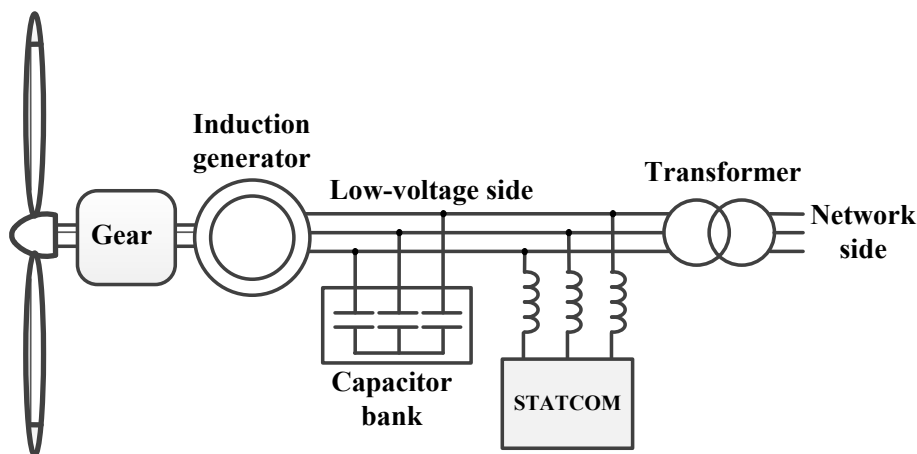 Induction
generator
Low-voltage side
Transformer
Gear
Network
side
Capacitor
bank
STATCOM